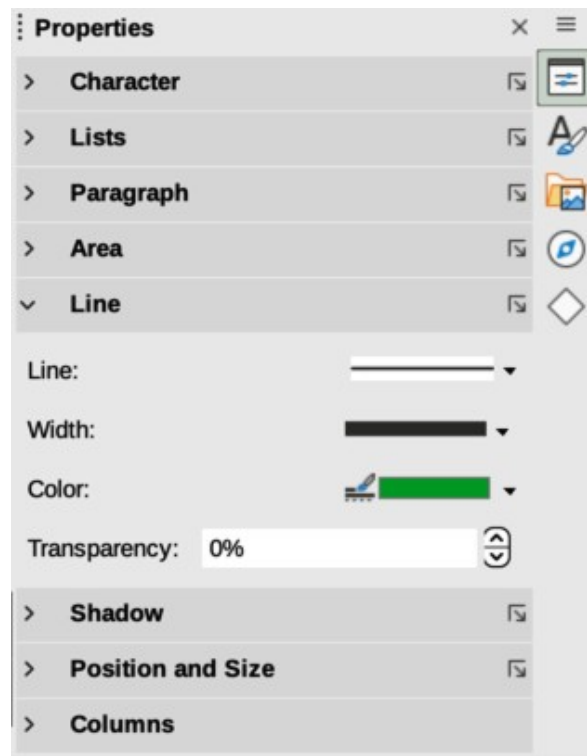 Properties
Character
Lists
Paragraph
Area
Line
Line:
Width:
Color:
Transparency: 0%
Shadow
Position and Size
Columns